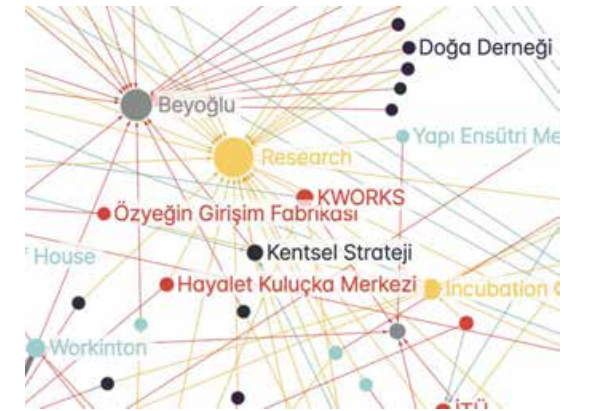 Doğa Derneği
Beyoğlu
Yapı Ensütri Me
Research
KWORKS
Özyeğin Girişim Fabrikası
Kentsel Strateji
House
Hayalet Kuluçka Merkezi
Incubation
Workinton
İTÜ